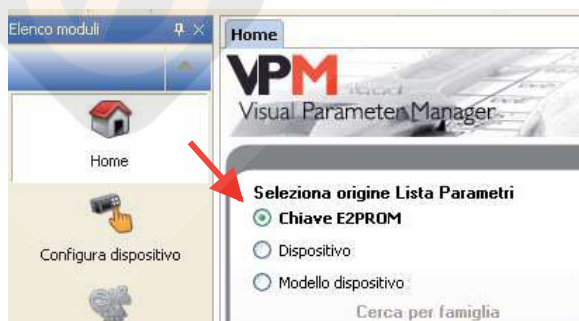 Elenco moduli
Home
Configura dispositivo
Home
VPM
Visual Parameter Manager
Seleziona origine Lista Parametri
Chiave E2PROM
Dispositivo
Modello dispositivo
Cerca per famiglia